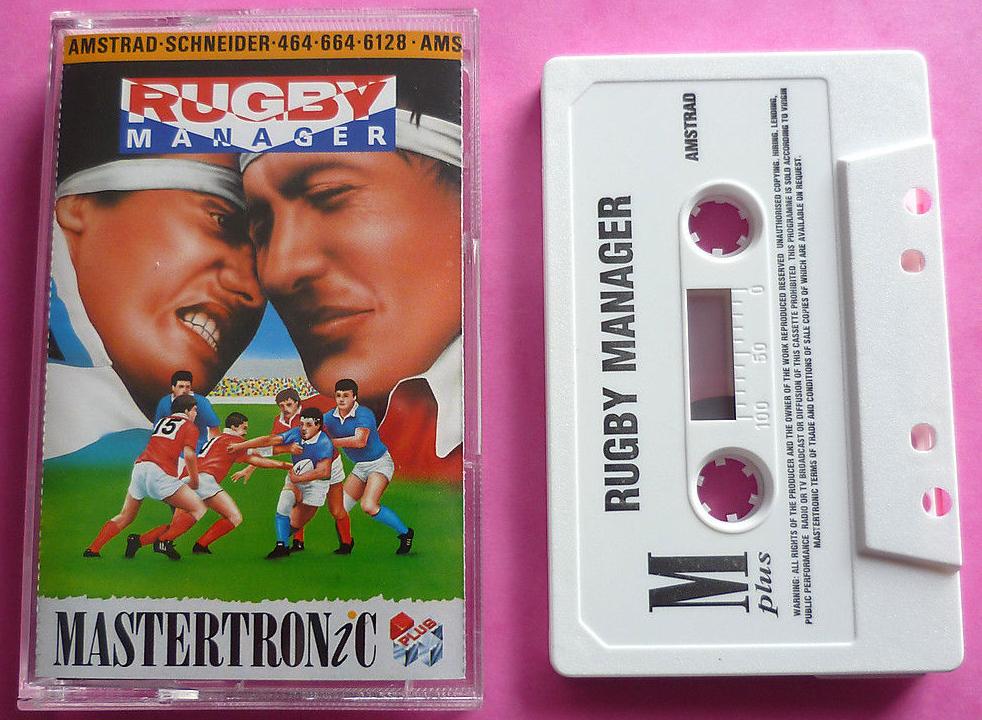 AMSTRAD·SCHNEIDER·464·664·6128·AMS
RUGBY
MANAGER
15
MASTERTRONiC
PLUS
RUGBY MANAGER
AMSTRAD
0
50
100
M
plus
WARNING: ALL RIGHTS OF THE PRODUCER AND THE OWNER OF THE WORK REPRODUCED RESERVED UNAUTHORISED COPYING, HIRING, LENDING,
PUBLIC PERFORMANCE RADIO OR TV BROADCAST OR DIFFUSION OF THIS CASSETTE PROHIBITED THIS PROGRAMME IS SOLD ACCORDING TO VIRGIN
MASTERTRONIC TERMS OF TRADE AND CONDITIONS OF SALE COPIES OF WHICH ARE AVAILABLE ON REQUEST.